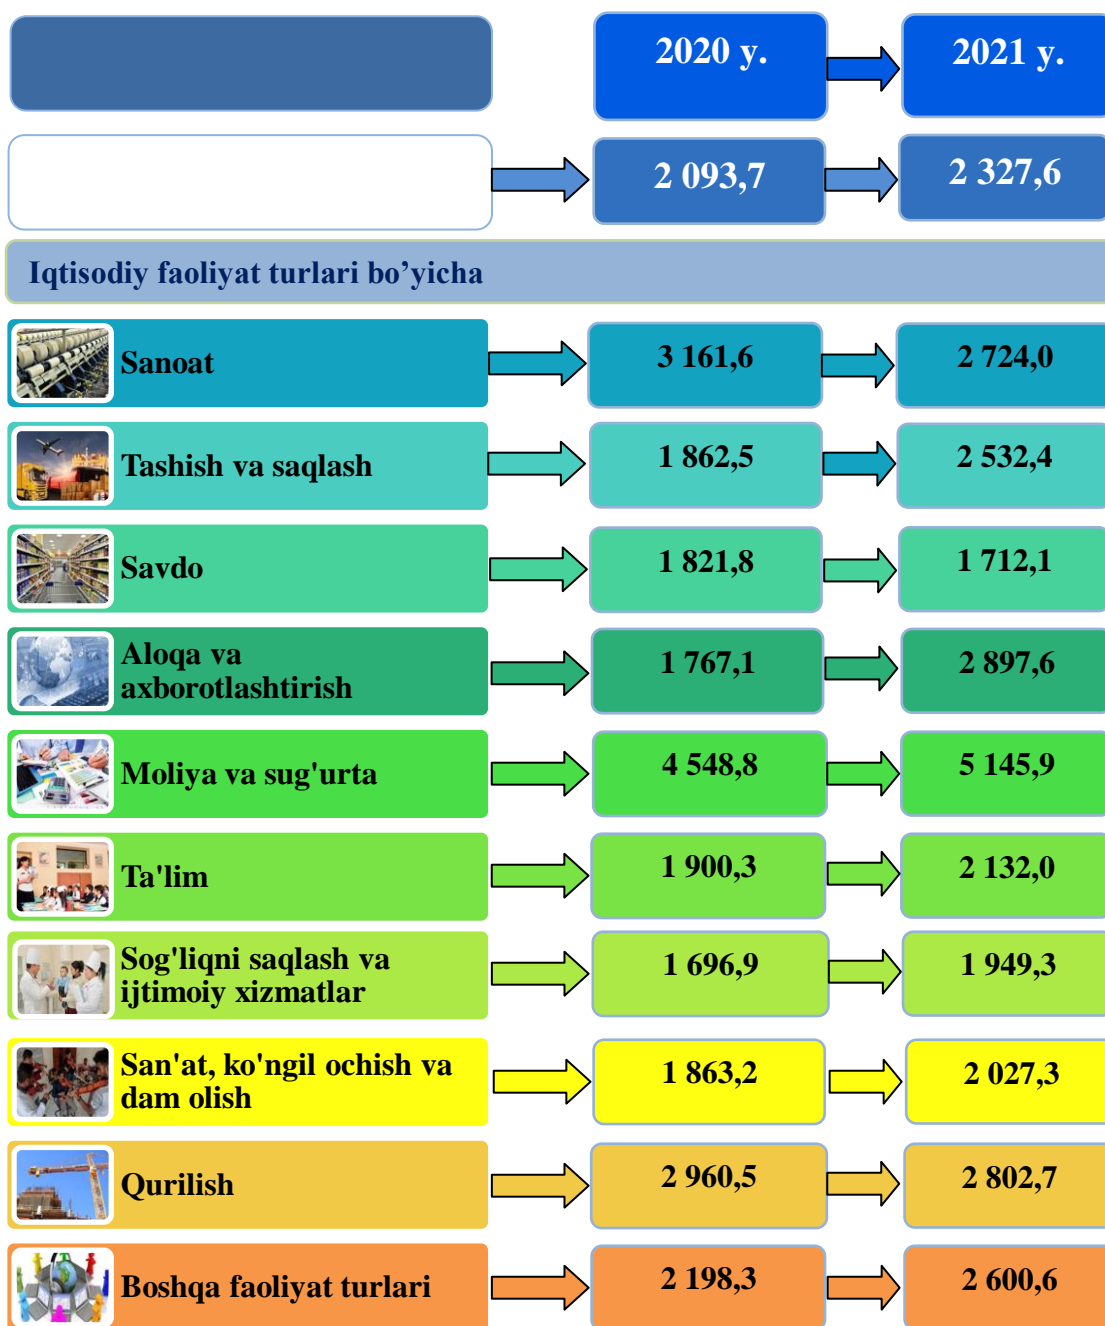 2020 y.
2021 y.
2 093,7
2 327,6
Iqtisodiy faoliyat turlari bo’yicha
Sanoat
3 161,6
2 724,0
Tashish va saqlash
1 862,5
2 532,4
Savdo
1 821,8
1 712,1
Aloqa va
axborotlashtirish
1 767,1
2 897,6
Moliya va sug'urta
4 548,8
5 145,9
Ta'lim
1 900,3
2 132,0
Sog'liqni saqlash va
ijtimoiy xizmatlar
1 696,9
1 949,3
San'at, ko'ngil ochish va
dam olish
1 863,2
2 027,3
Qurilish
2 960,5
2 802,7
Boshqa faoliyat turlari
2 198,3
2 600,6